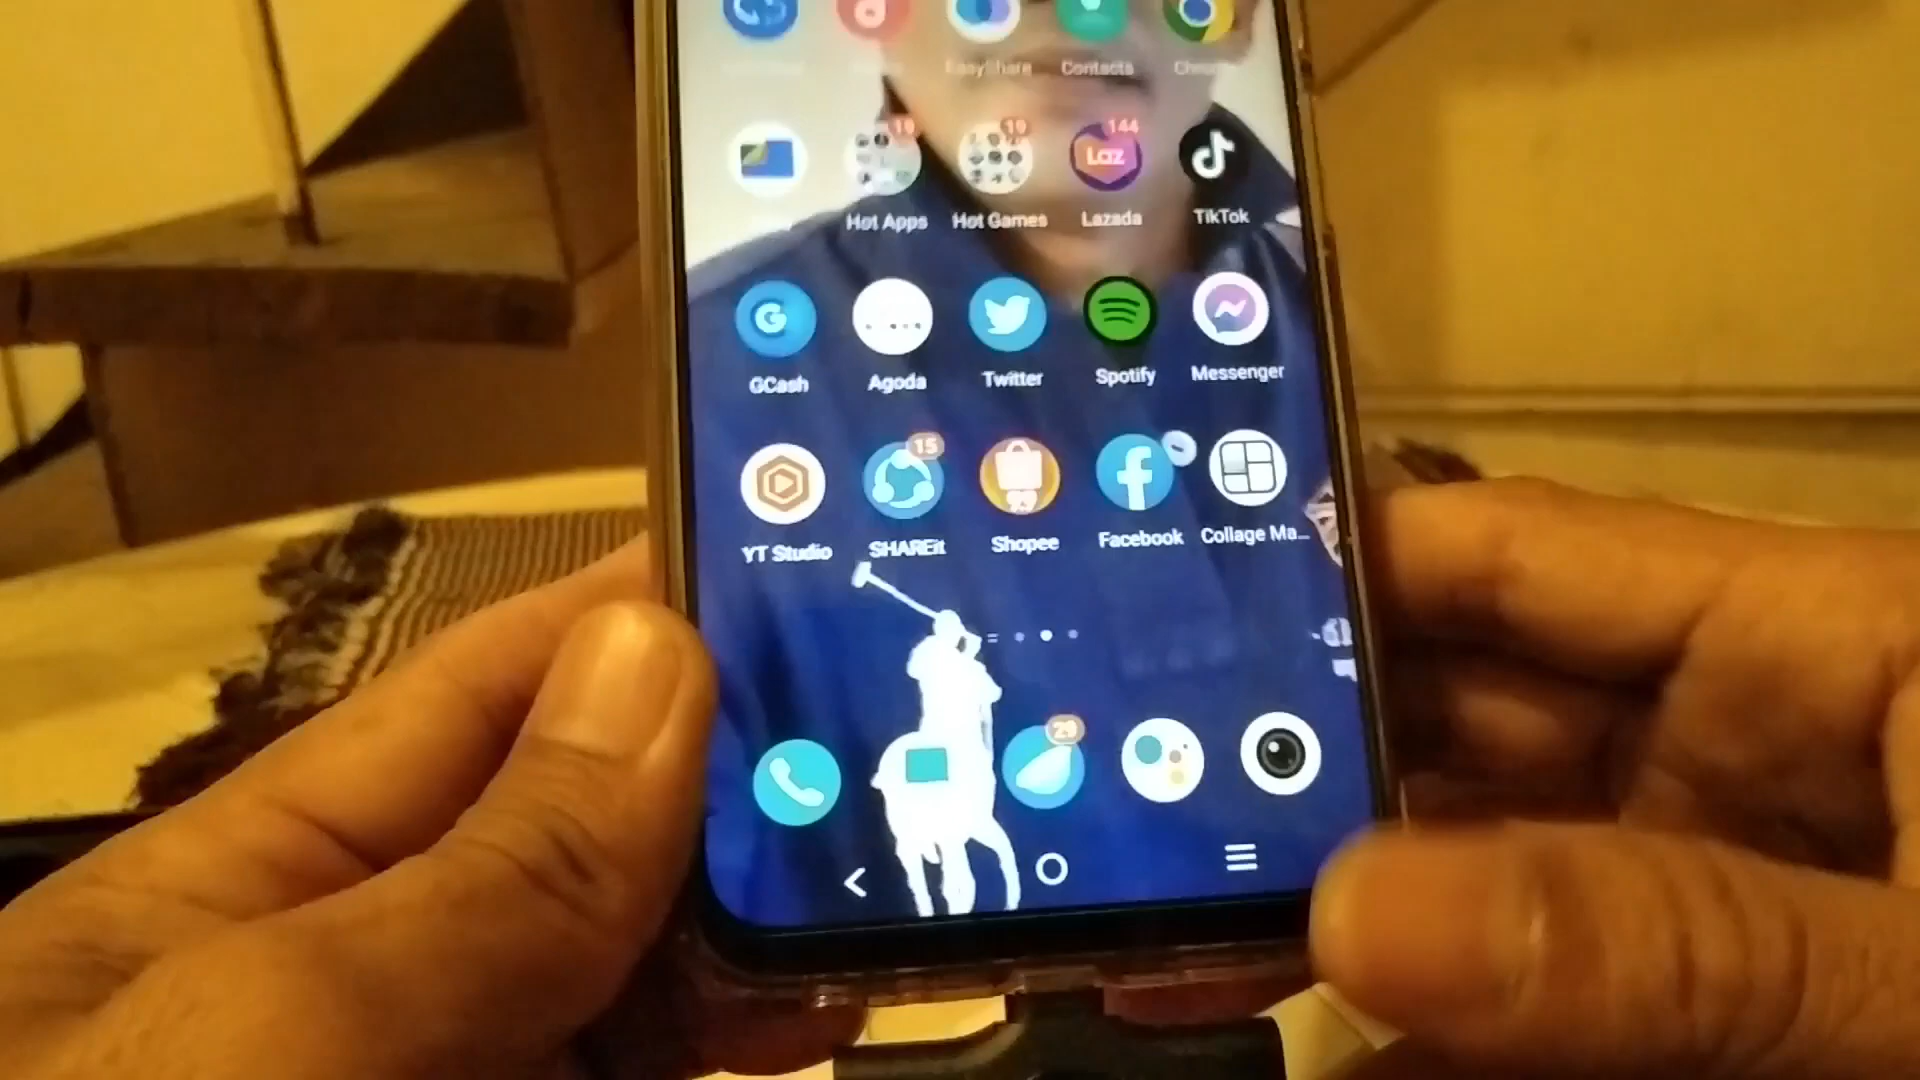 EasyShare Contacts
19 19 144
Laz
Hot Apps Hot Games Lazada TikTok
GCash Agoda Twitter Spotify Messenger
15
YT Studio SHAREit Shopee Facebook Collage Ma...
29